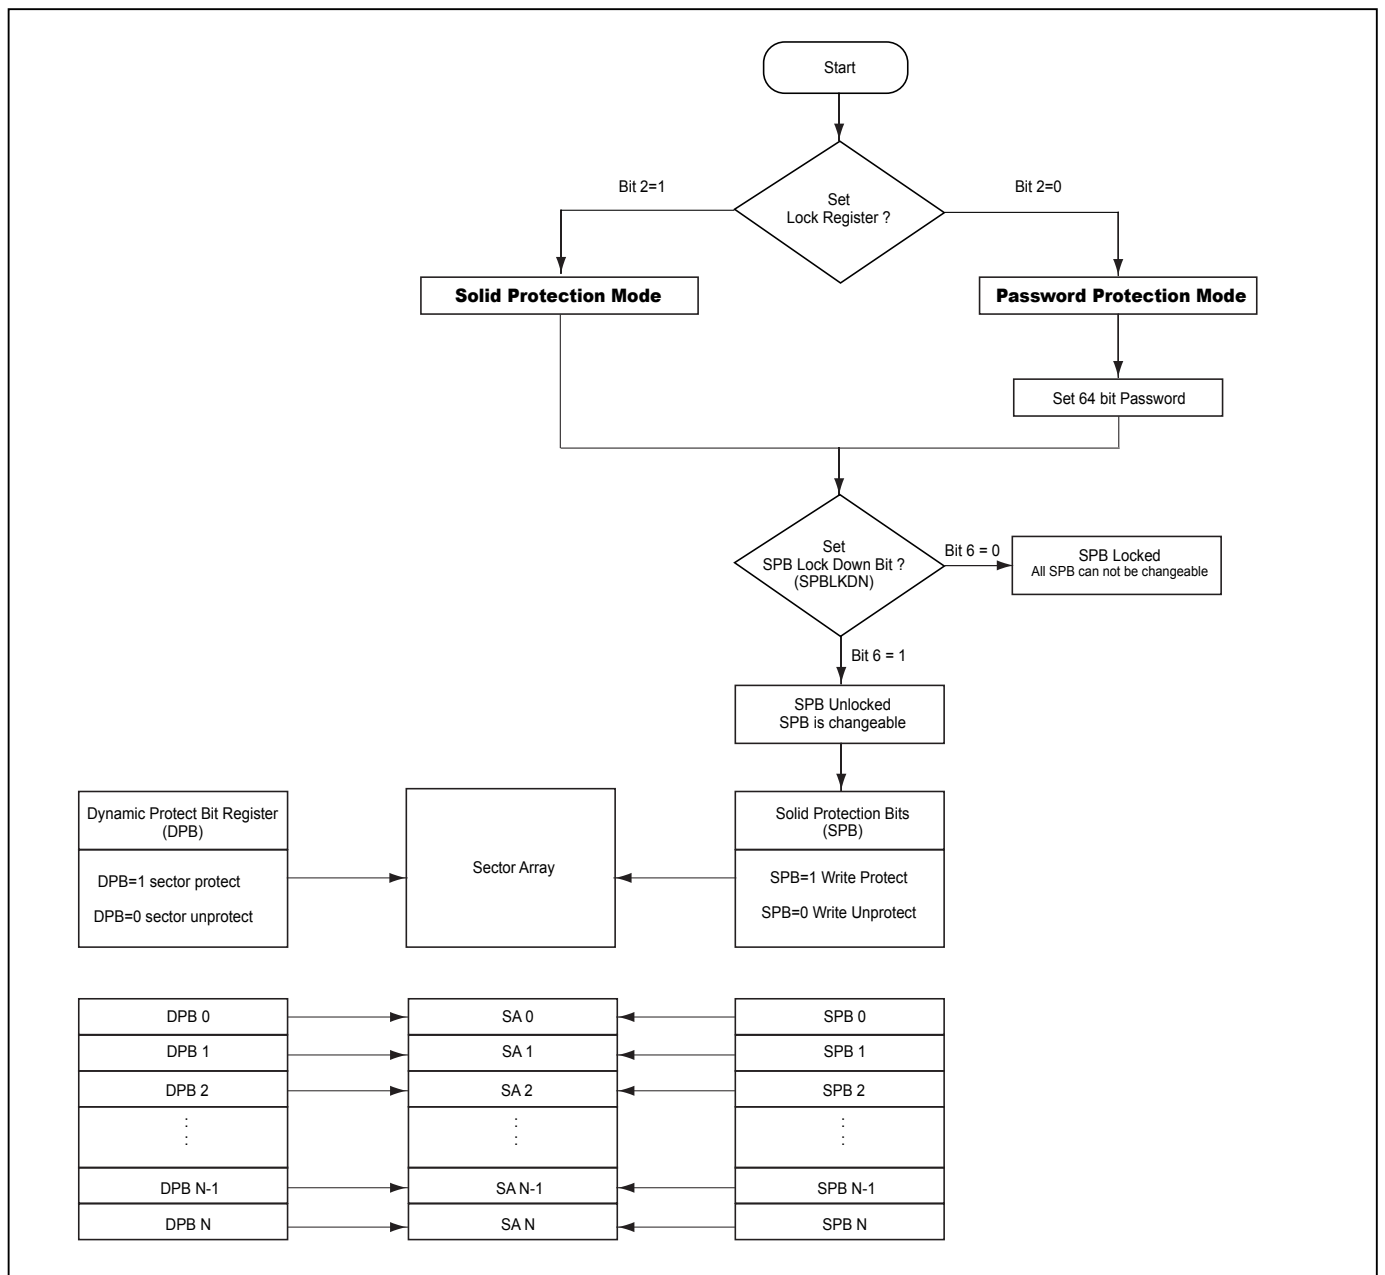 Start
Set
Lock Register ?
Bit 2=1
Bit 2=0
Solid Protection Mode
Password Protection Mode
Set 64 bit Password
Set
SPB Lock Down Bit ?
(SPBLKDN)
Bit 6 = 0
SPB Locked
All SPB can not be changeable
Bit 6 = 1
SPB Unlocked
SPB is changeable
Dynamic Protect Bit Register
(DPB)
DPB=1 sector protect
DPB=0 sector unprotect
Sector Array
Solid Protection Bits
(SPB)
SPB=1 Write Protect
SPB=0 Write Unprotect
DPB 0
SA 0
SPB 0
DPB 1
SA 1
SPB 1
DPB 2
SA 2
SPB 2
:
:
:
:
:
:
DPB N-1
SA N-1
SPB N-1
DPB N
SA N
SPB N